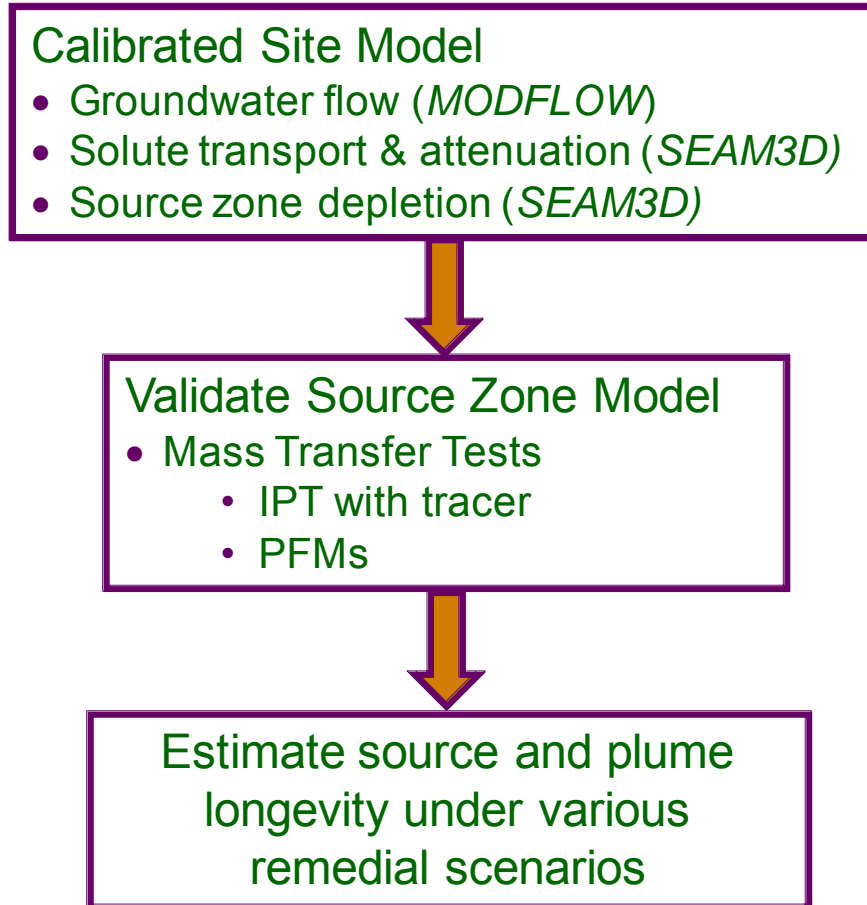 Calibrated Site Model
• Groundwater flow (MODFLOW)
• Solute transport & attenuation (SEAM3D)
• Source zone depletion (SEAM3D)
Validate Source Zone Model
• Mass Transfer Tests
• IPT with tracer
• PFMs
Estimate source and plume
longevity under various
remedial scenarios